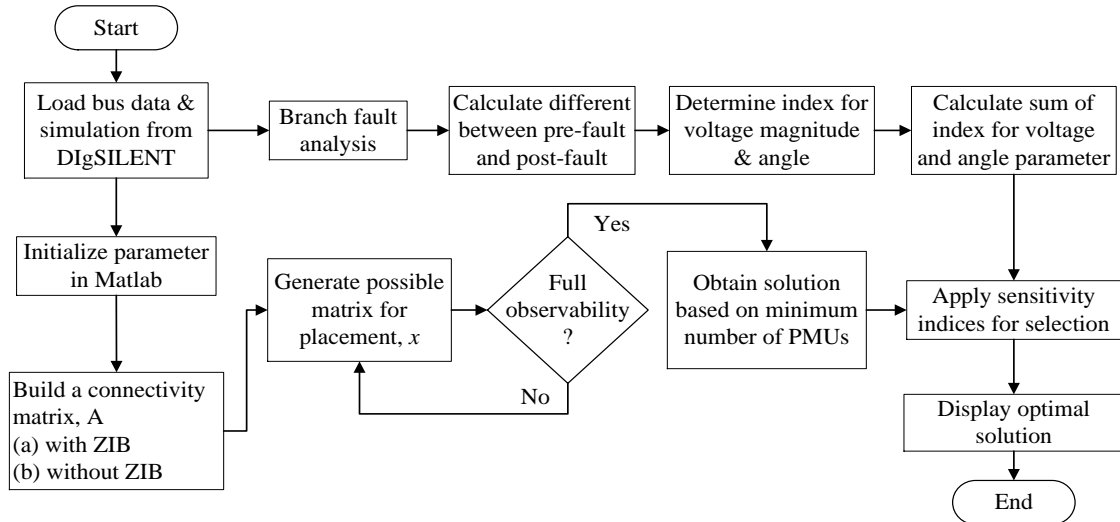 Start
Load bus data &
simulation from
DIgSILENT
Branch fault
analysis
Calculate different
between pre-fault
and post-fault
Determine index for
voltage magnitude
& angle
Calculate sum of
index for voltage
and angle parameter
Initialize parameter
in Matlab
Build a connectivity
matrix, A
(a) with ZIB
(b) without ZIB
Generate possible
matrix for
placement, x
Full
observability
?
Yes
No
Obtain solution
based on minimum
number of PMUs
Apply sensitivity
indices for selection
Display optimal
solution
End